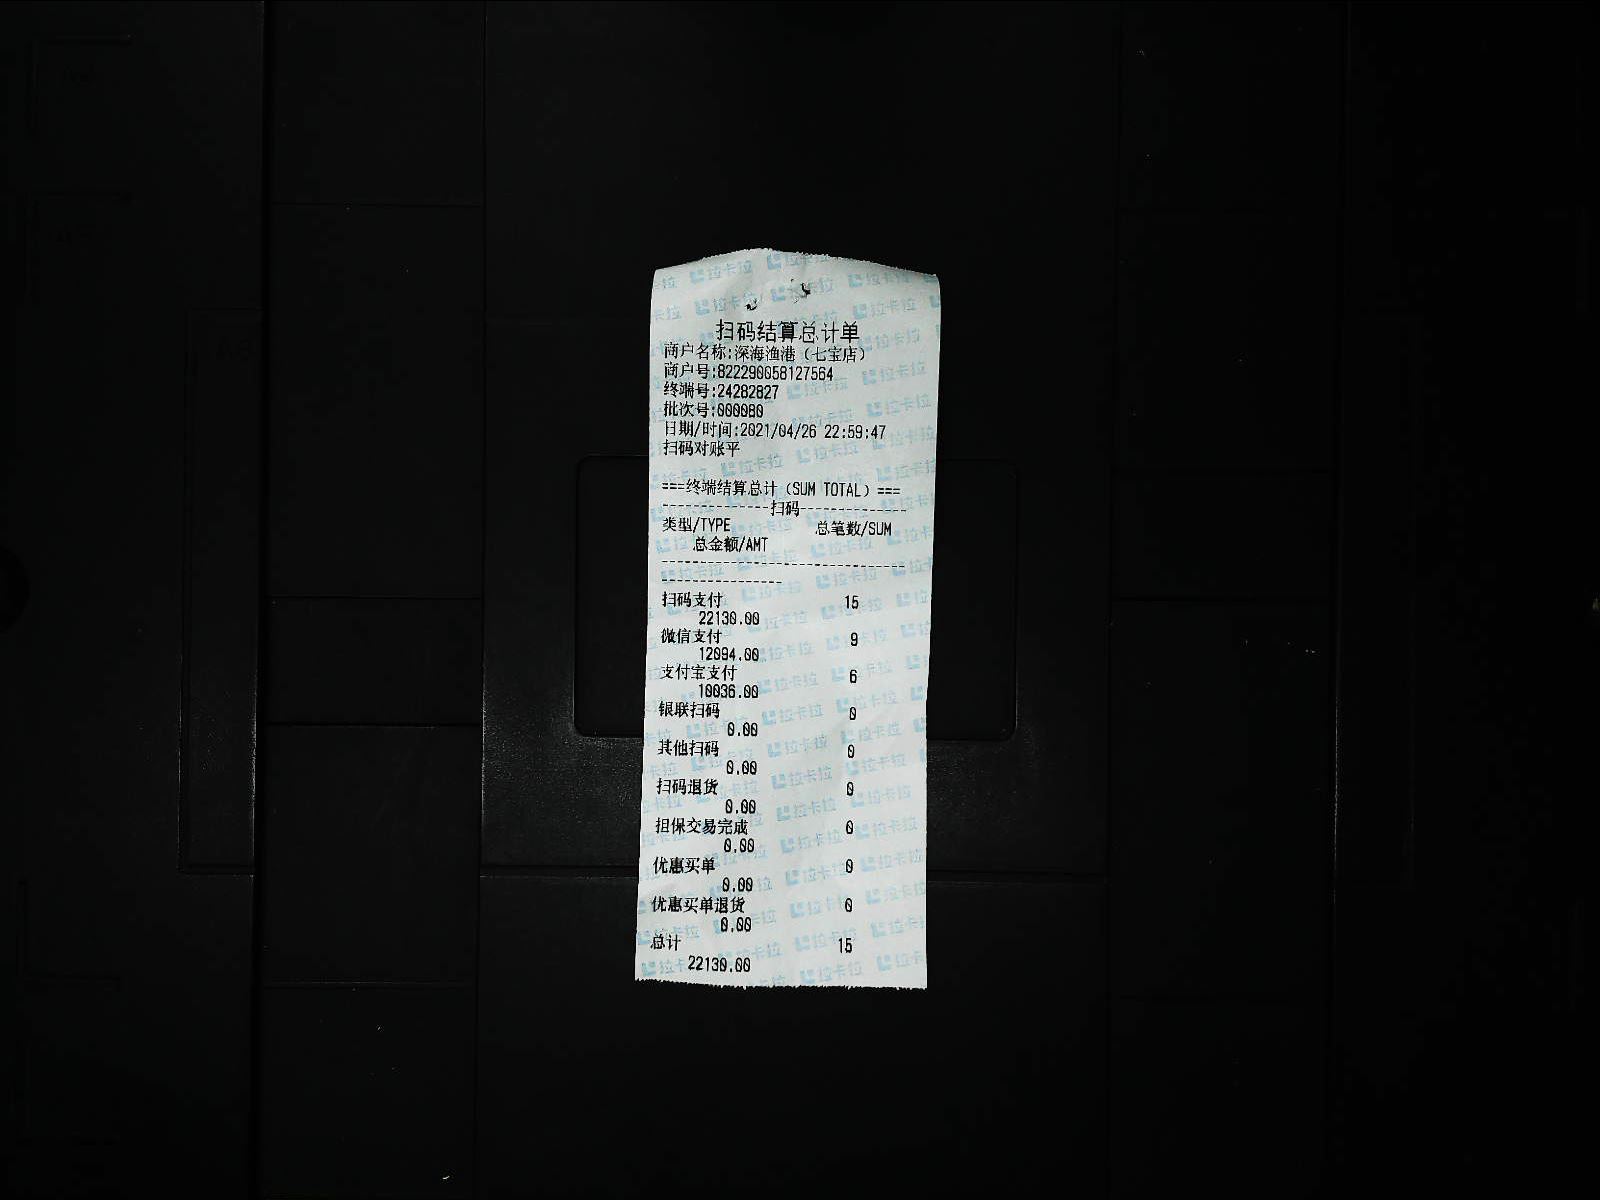 扫码结算总计单
商户名称:深海渔港（七宝店）
商户号:822290058127564
终端号:24282827
批次号:000080
日期/时间:2021/04/26 22:59:47
扫码对账平
===终端结算总计（SUM TOTAL）===
--------------扫码--------------
类型/TYPE 总笔数/SUM
总金额/AMT
--------------------------------
----------------
扫码支付 15
22130.00
微信支付 9
12094.00
支付宝支付 6
10036.00
银联扫码 0
0.00
其他扫码 0
0.00
扫码退货 0
0.00
担保交易完成 0
0.00
优惠买单 0
0.00
优惠买单退货 0
0.00
总计 15
22130.00